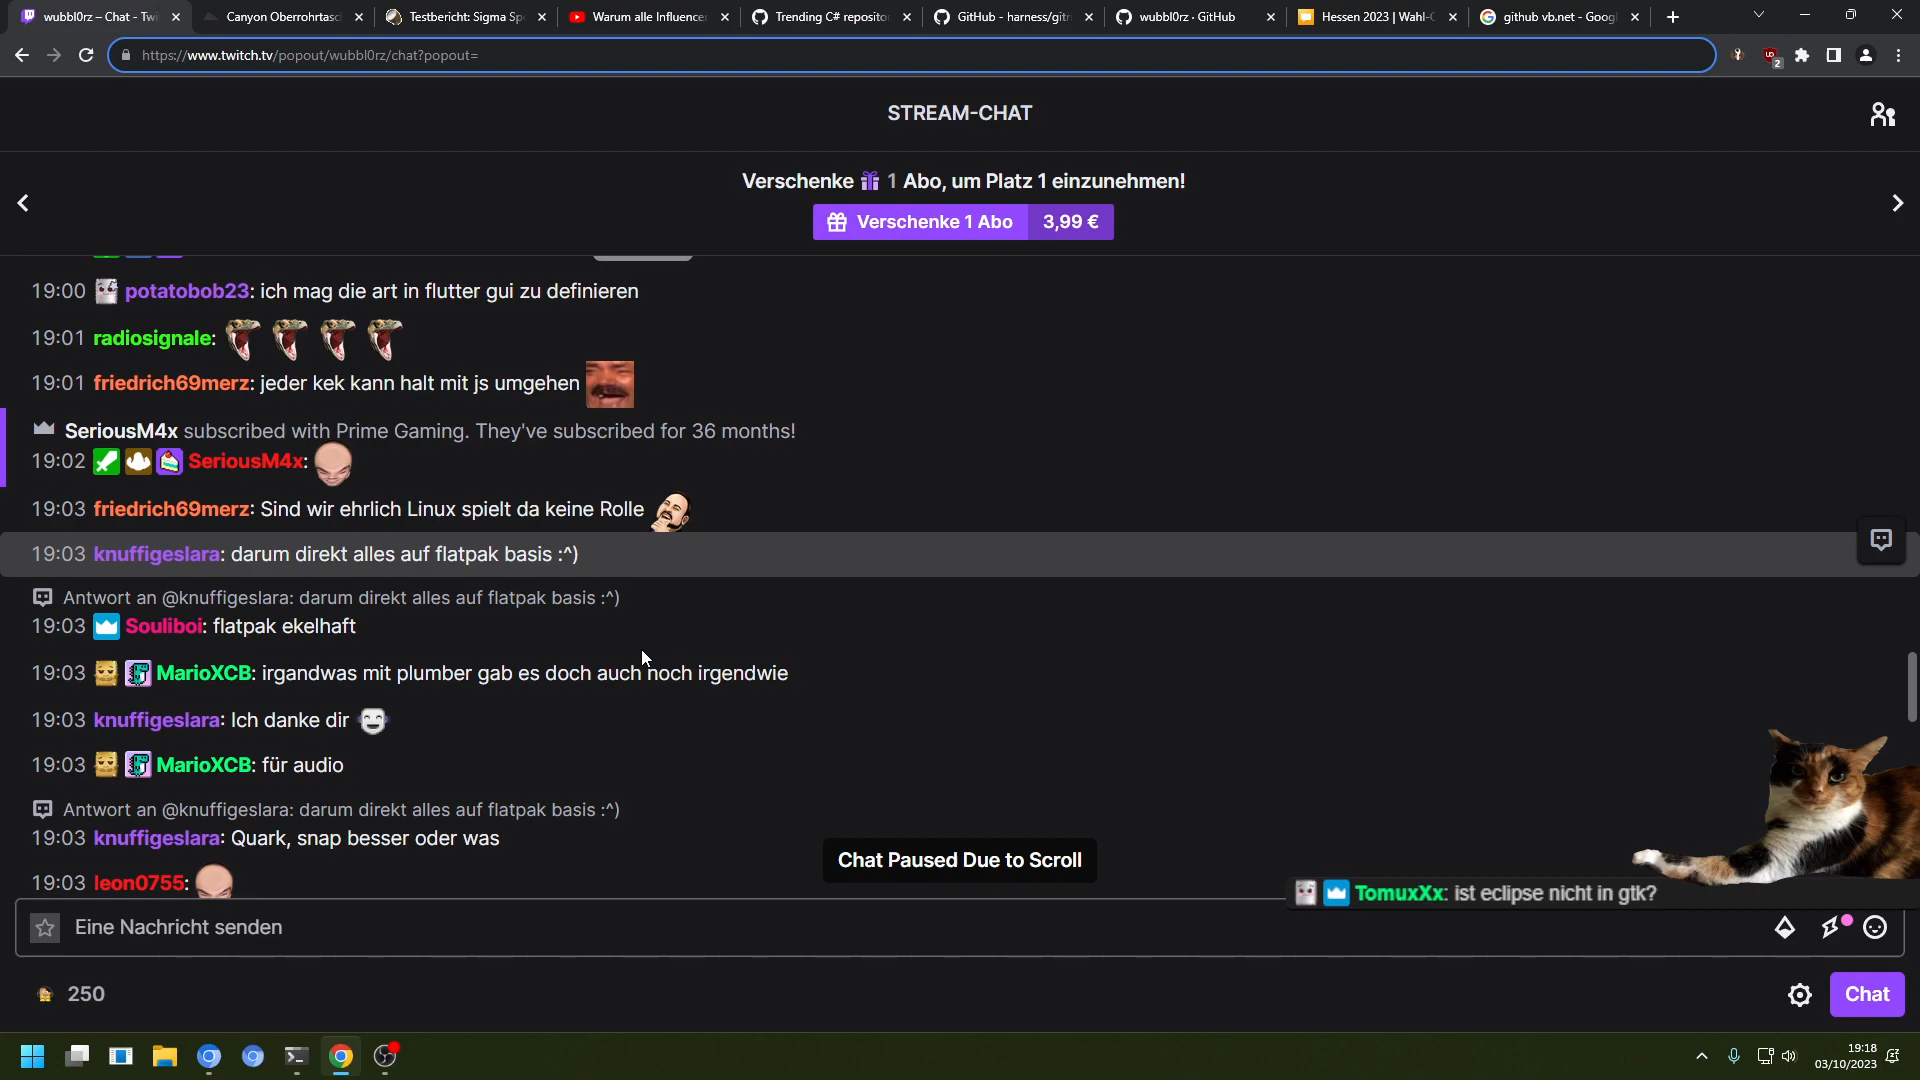 wubbl0rz – Chat - Twi
Canyon Oberrohrtasc
Testbericht: Sigma Sp
Warum alle Influencer
Trending C# reposito
GitHub - harness/gitn
wubbl0rz · GitHub
Hessen 2023 | Wahl-O
github vb.net - Googl
https://www.twitch.tv/popout/wubbl0rz/chat?popout=
2
STREAM-CHAT
Verschenke 1 Abo, um Platz 1 einzunehmen!
Verschenke 1 Abo 3,99 €
19:00 potatobob23: ich mag die art in flutter gui zu definieren
19:01 radiosignale:
19:01 friedrich69merz: jeder kek kann halt mit js umgehen
SeriousM4x subscribed with Prime Gaming. They've subscribed for 36 months!
19:02 SeriousM4x:
19:03 friedrich69merz: Sind wir ehrlich Linux spielt da keine Rolle
19:03 knuffigeslara: darum direkt alles auf flatpak basis :^)
Antwort an @knuffigeslara: darum direkt alles auf flatpak basis :^)
19:03 Souliboi: flatpak ekelhaft
19:03 MarioXCB: irgandwas mit plumber gab es doch auch noch irgendwie
19:03 knuffigeslara: Ich danke dir
19:03 MarioXCB: für audio
Antwort an @knuffigeslara: darum direkt alles auf flatpak basis :^)
19:03 knuffigeslara: Quark, snap besser oder was
Chat Paused Due to Scroll
19:03 leon0755:
TomuxXx: ist eclipse nicht in gtk?
Eine Nachricht senden
250
Chat
19:18
03/10/2023